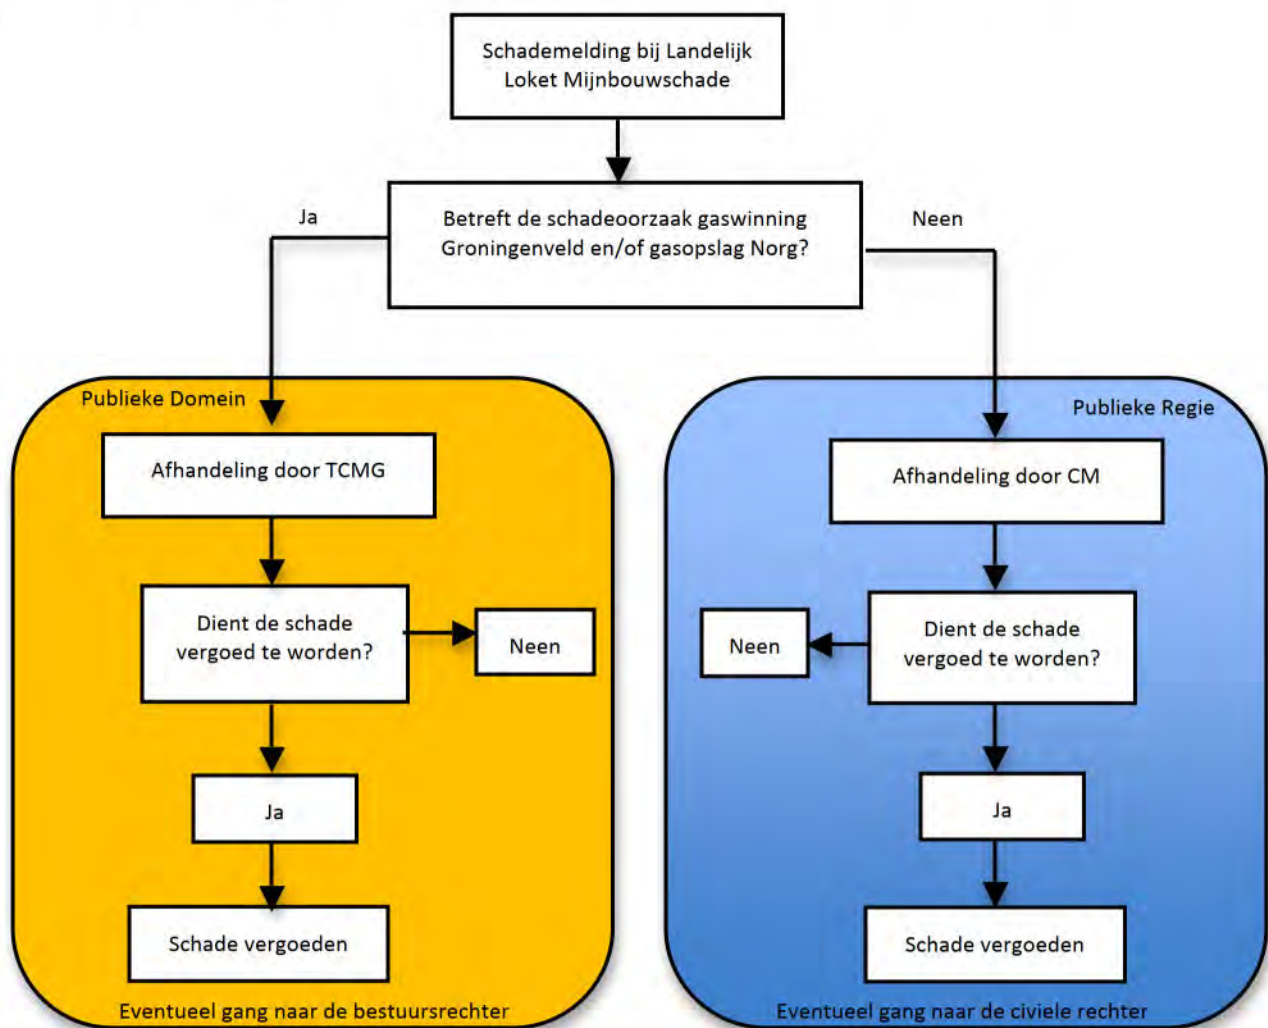 Schademelding bij Landelijk
Loket Mijnbouwschade
Ja
Betreft de schadeoorzaak gaswinning
Groningenveld en/of gasopslag Norg?
Neen
Publieke Domein
Afhandeling door TCMG
Dient de schade
vergoed te worden?
Neen
Ja
Schade vergoeden
Eventueel gang naar de bestuursrechter
Publieke Regie
Afhandeling door CM
Neen
Dient de schade
vergoed te worden?
Ja
Schade vergoeden
Eventueel gang naar de civiele rechter